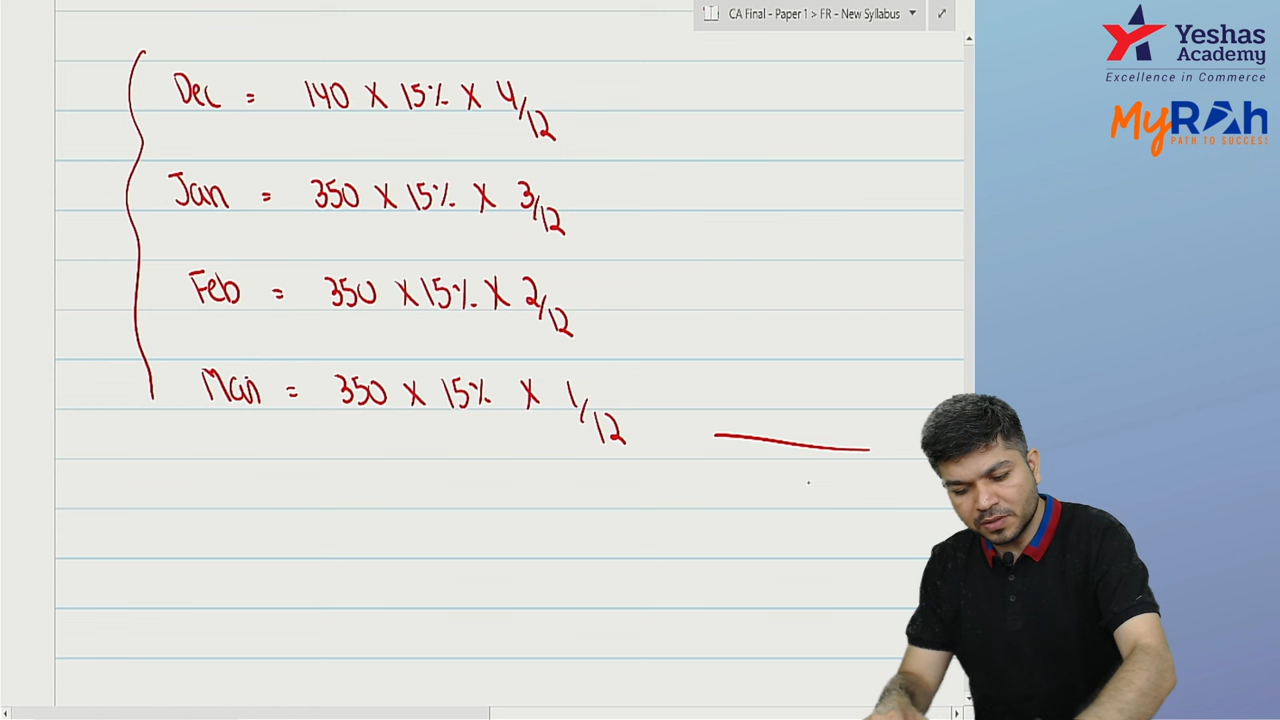 CA Final - Paper 1 > FR - New Syllabus
Yeshas
Academy
Excellence in Commerce
MyRAh
PATH TO SUCCESS
Dec = 140 X 15% X 4/12
Jan = 350 X 15% X 3/12
Feb = 350 X 15% X 2/12
Mar = 350 X 15% X 1/12